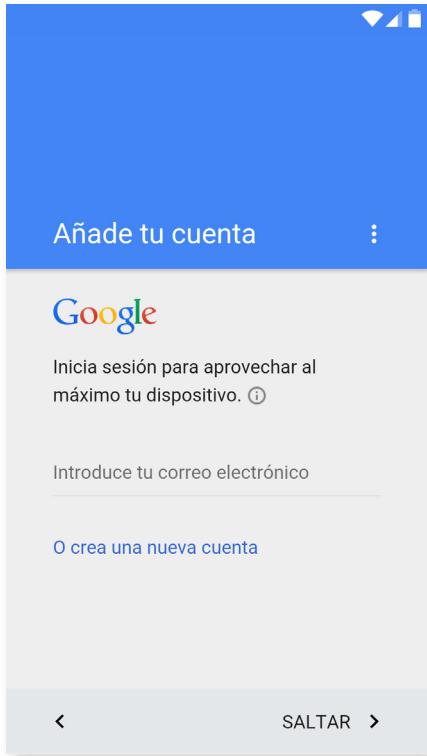 Añade tu cuenta
Google
Inicia sesión para aprovechar al
máximo tu dispositivo.
Introduce tu correo electrónico
O crea una nueva cuenta
SALTAR